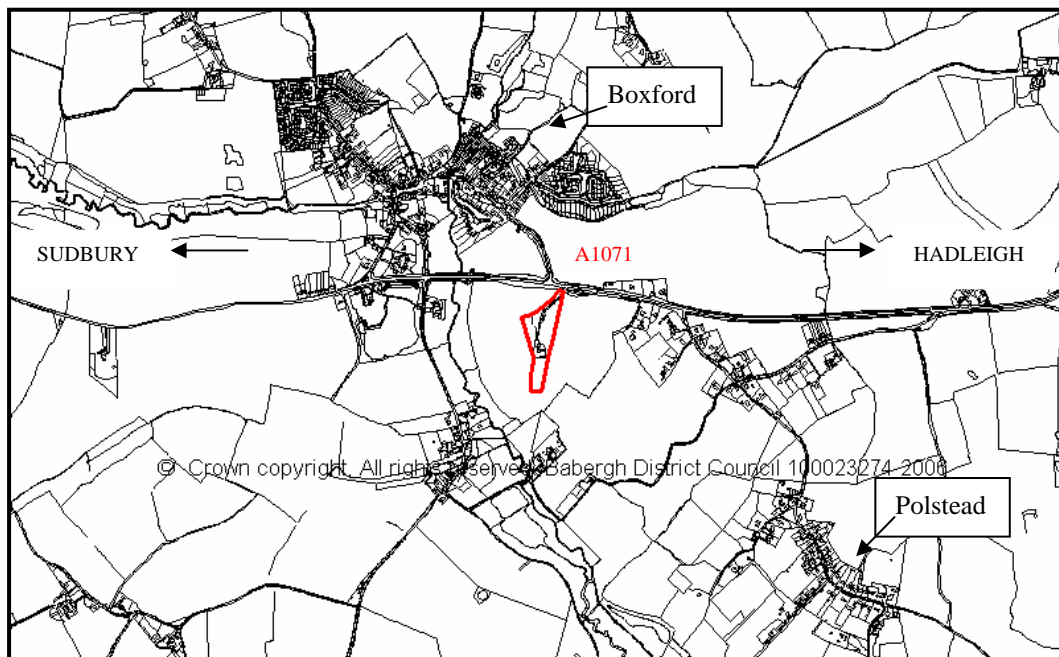 Boxford
SUDBURY
A1071
HADLEIGH
© Crown copyright. All rights reserved. Babergh District Council 100023274 2006
Polstead